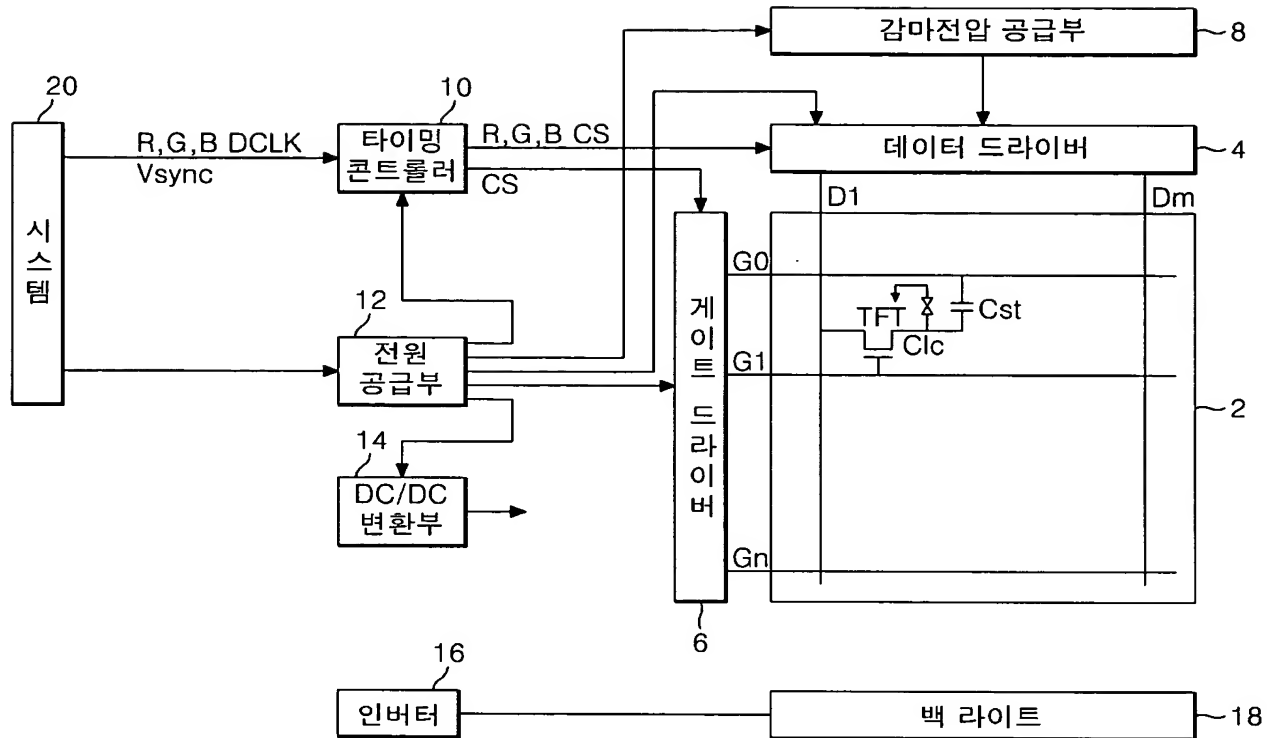 감마전압 공급부
8
20
10
R,G,B DCLK
Vsync
타이밍
콘트롤러
R,G,B CS
CS
데이터 드라이버
4
D1
Dm
시스템
게이트 드라이버
G0
TFT
Clc
Cst
G1
Gn
2
12
전원
공급부
14
DC/DC
변환부
6
16
인버터
백 라이트
18